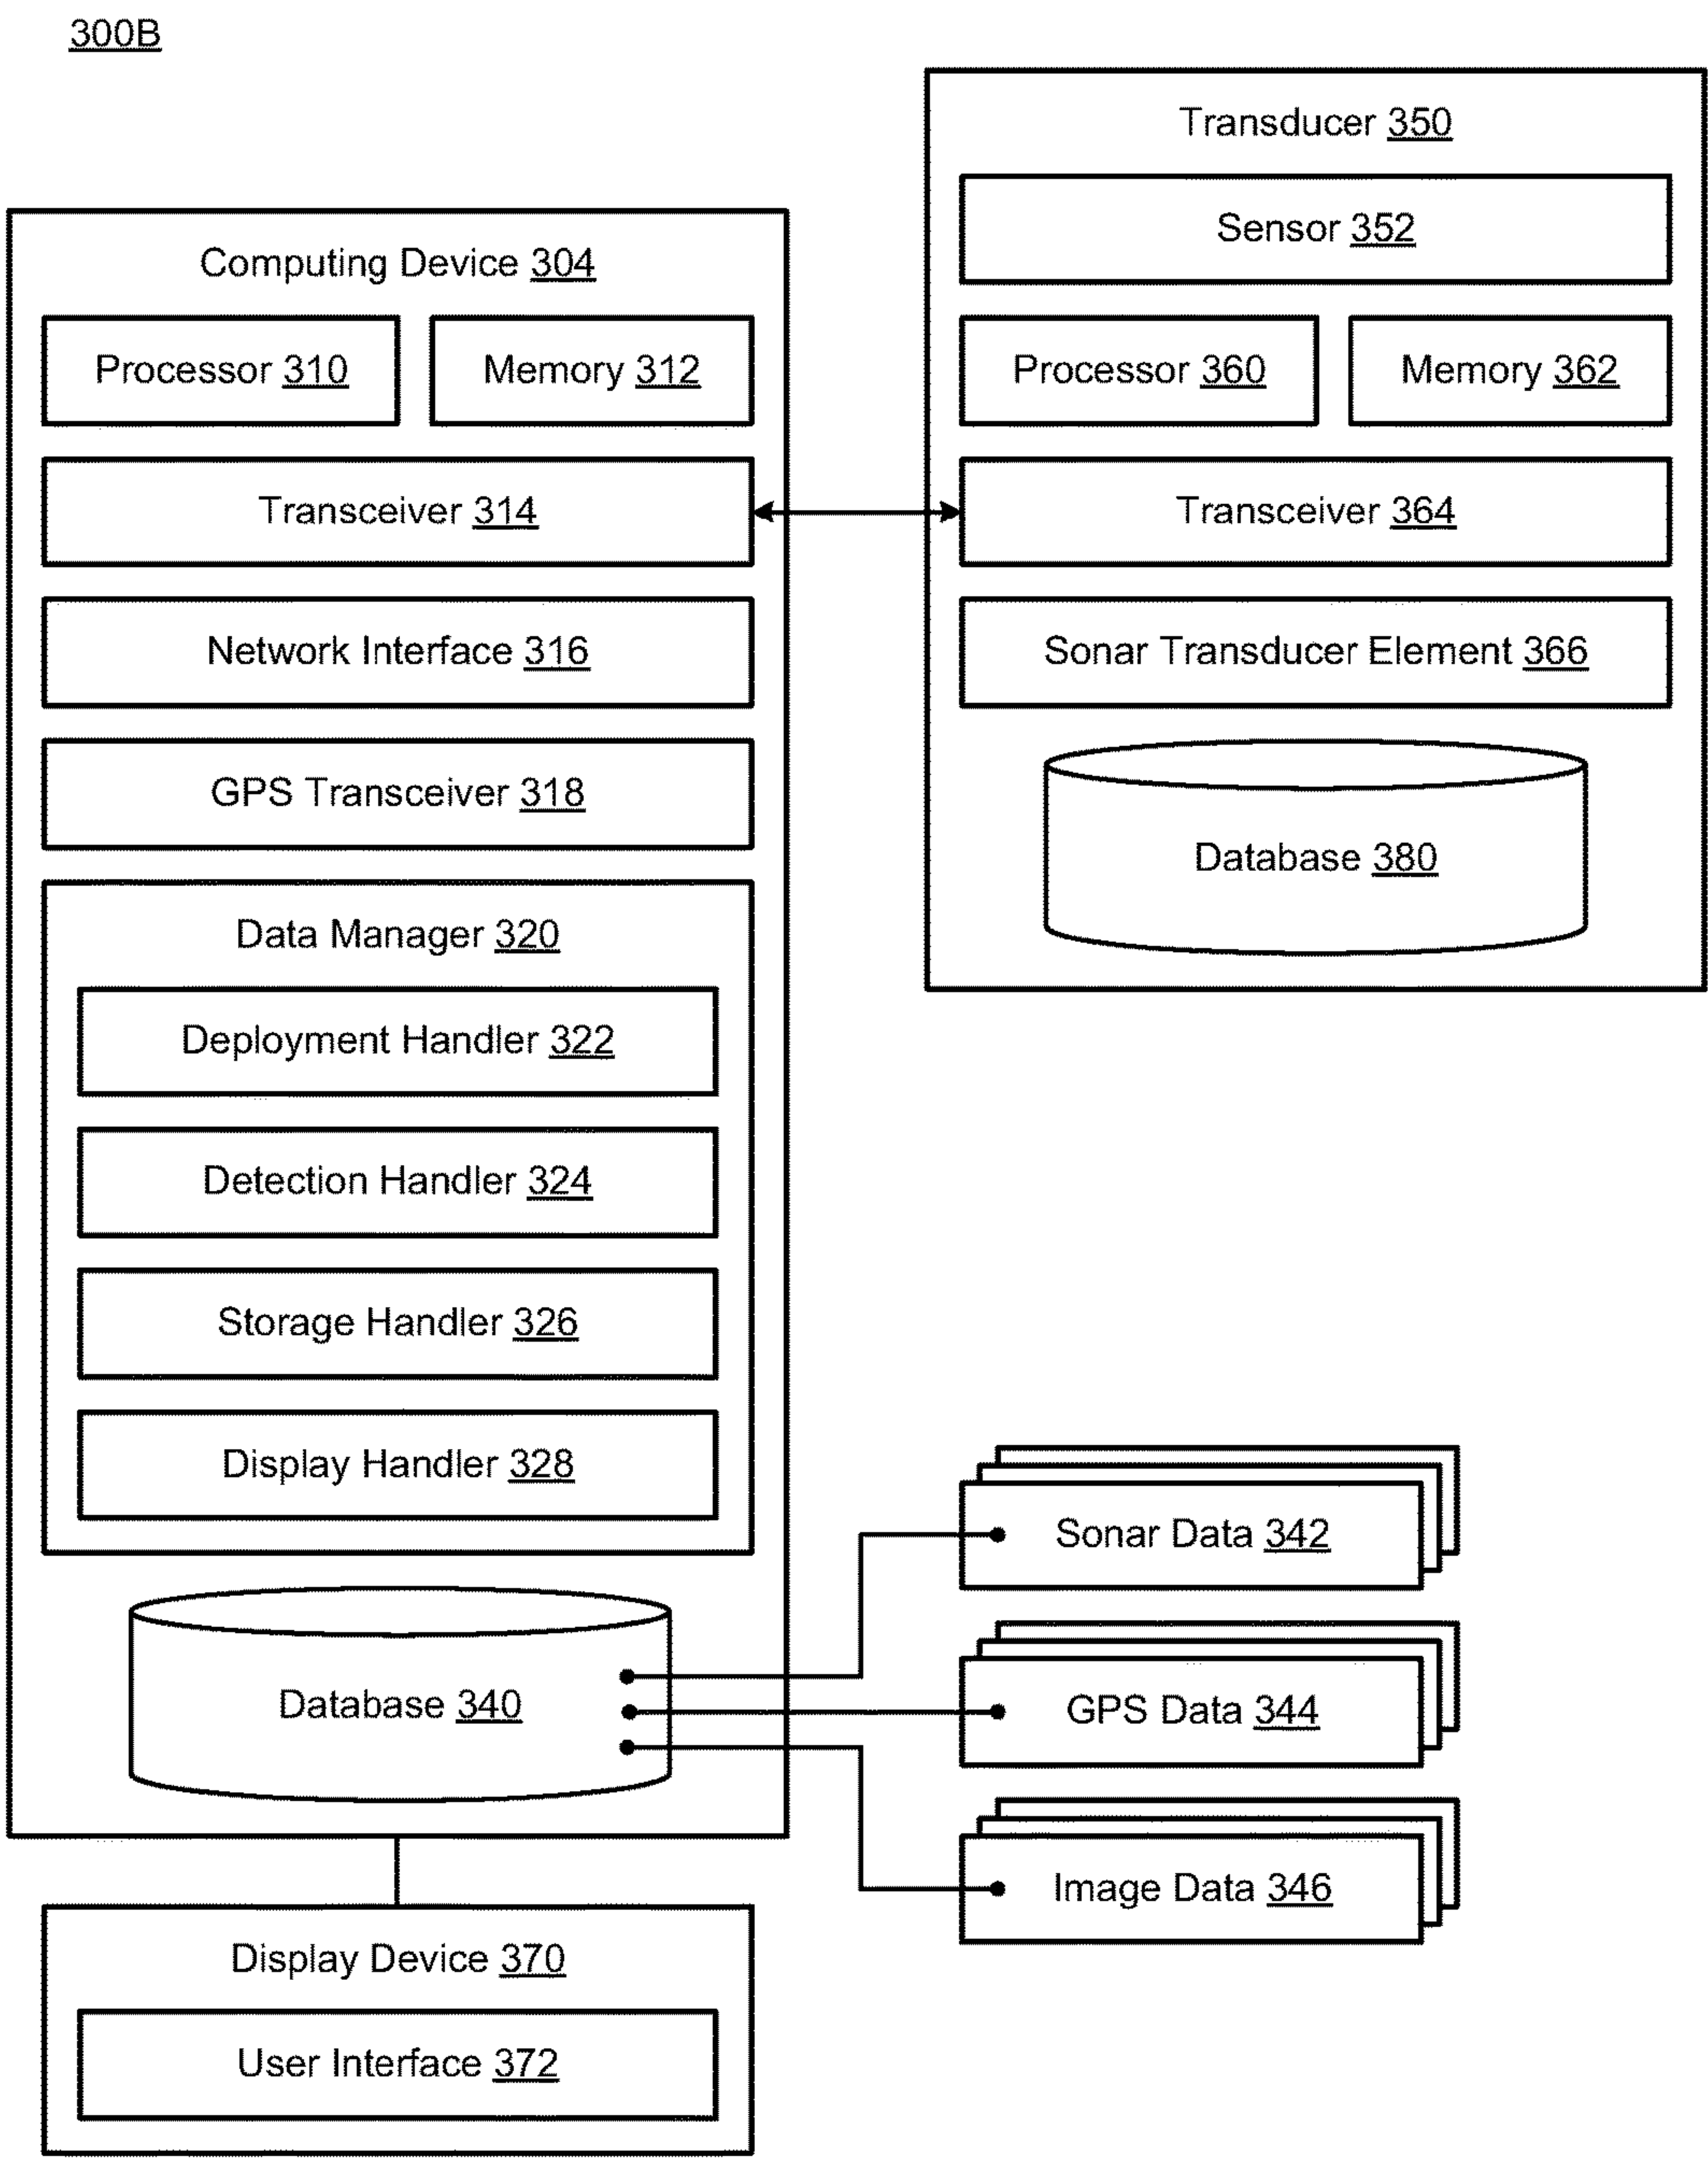 300B
Transducer 350
Sensor 352
Processor 360
Memory 362
Transceiver 364
Sonar Transducer Element 366
Database 380
Computing Device 304
Processor 310
Memory 312
Transceiver 314
Network Interface 316
GPS Transceiver 318
Data Manager 320
Deployment Handler 322
Detection Handler 324
Storage Handler 326
Display Handler 328
Database 340
Sonar Data 342
GPS Data 344
Image Data 346
Display Device 370
User Interface 372